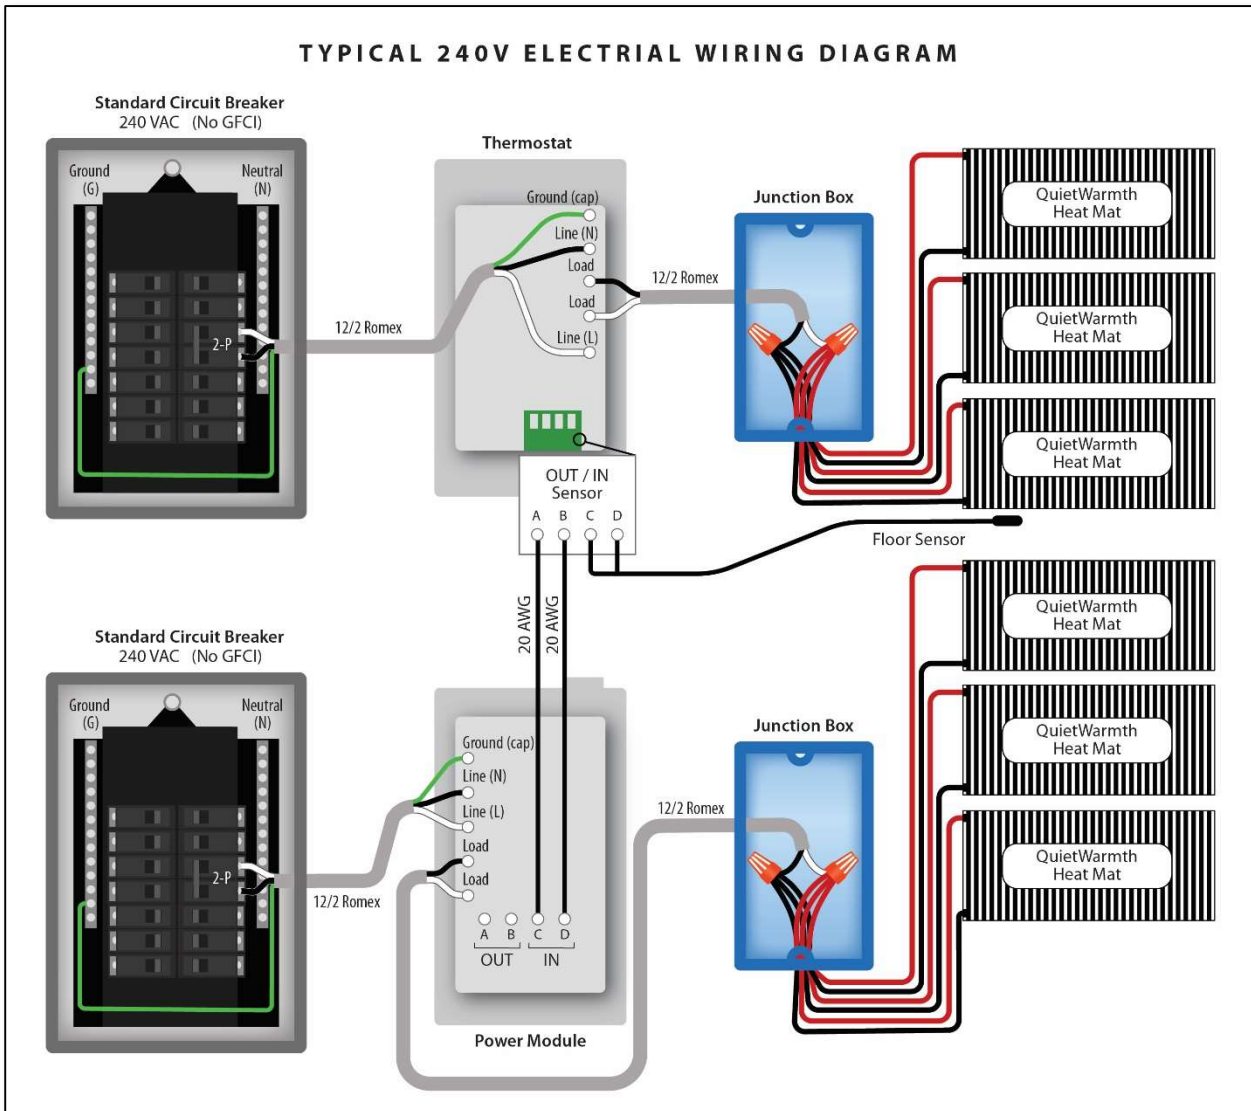 TYPICAL 240V ELECTRIAL WIRING DIAGRAM
Standard Circuit Breaker
240 VAC (No GFCI)
Ground
(G)
Neutral
(N)
2-P
12/2 Romex
Thermostat
Ground (cap)
Line (N)
Load
Load
Line (L)
12/2 Romex
Junction Box
QuietWarmth
Heat Mat
QuietWarmth
Heat Mat
QuietWarmth
Heat Mat
OUT / IN
Sensor
A B C D
Floor Sensor
20 AWG
20 AWG
Standard Circuit Breaker
240 VAC (No GFCI)
Ground
(G)
Neutral
(N)
2-P
12/2 Romex
Ground (cap)
Line (N)
Line (L)
Load
Load
A B C D
OUT IN
Power Module
12/2 Romex
Junction Box
QuietWarmth
Heat Mat
QuietWarmth
Heat Mat
QuietWarmth
Heat Mat